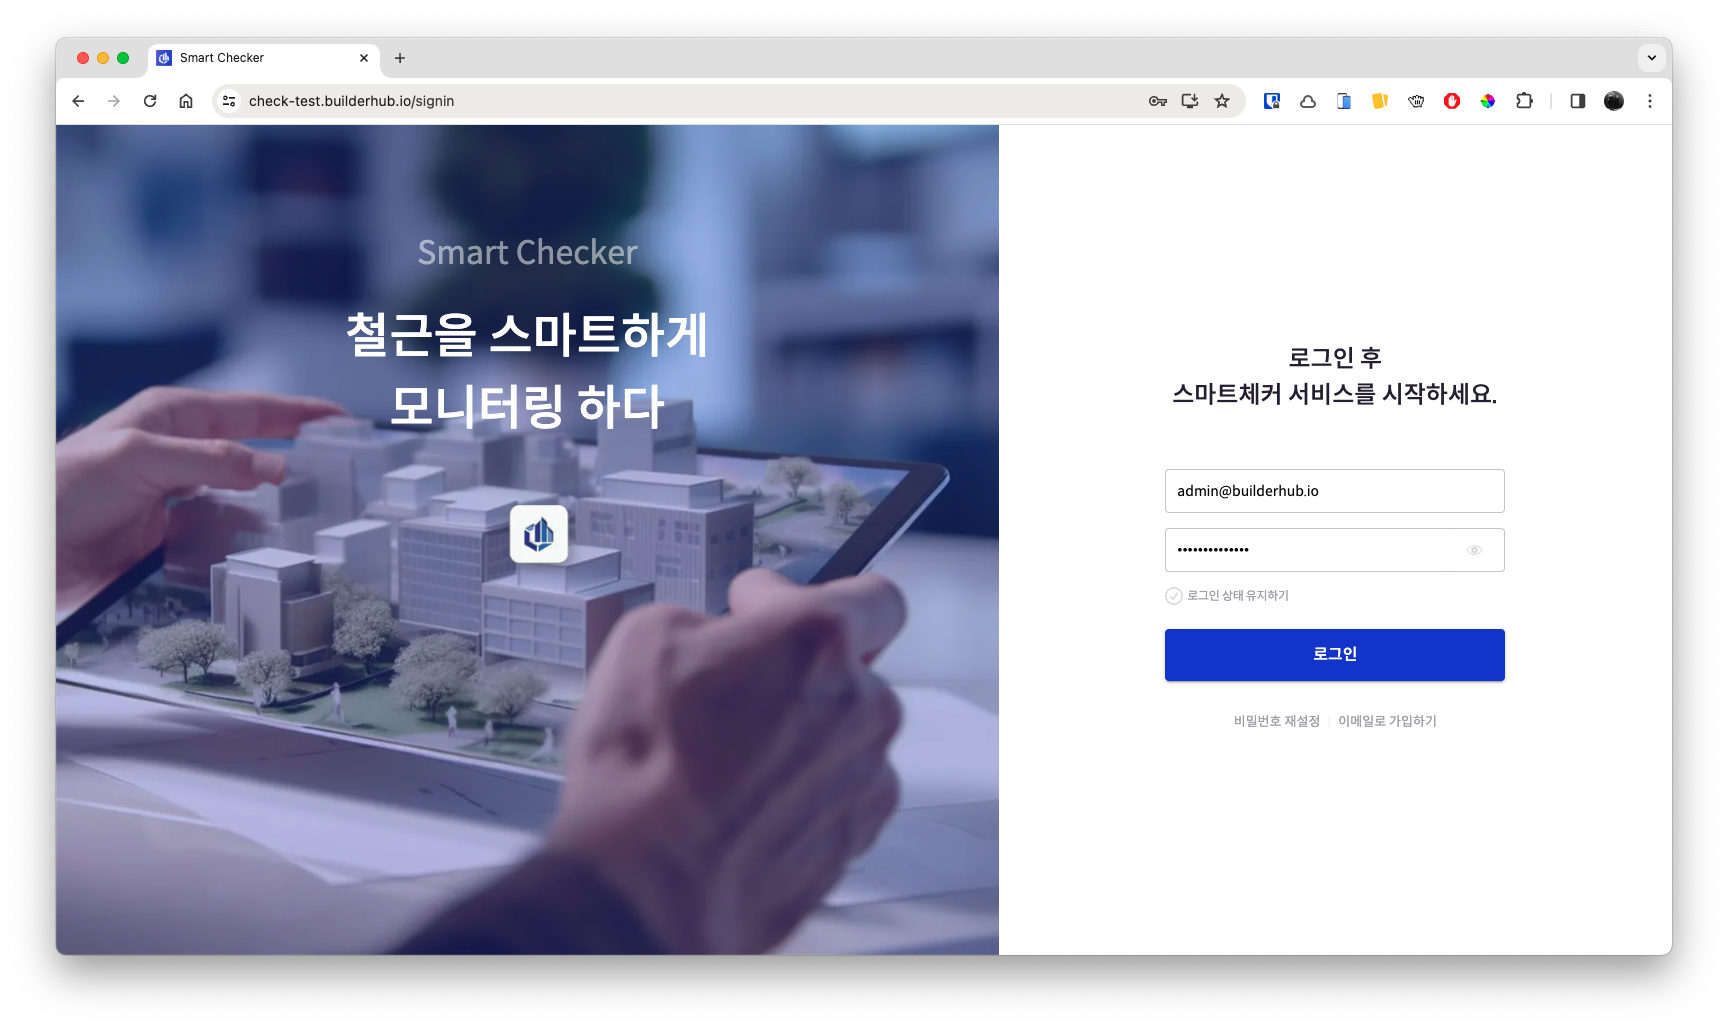 Smart Checker
check-test.builderhub.io/signin
Smart Checker
철근을 스마트하게
모니터링 하다
로그인 후
스마트체커 서비스를 시작하세요.
admin@builderhub.io
••••••••••••••
로그인 상태 유지하기
로그인
비밀번호 재설정 이메일로 가입하기